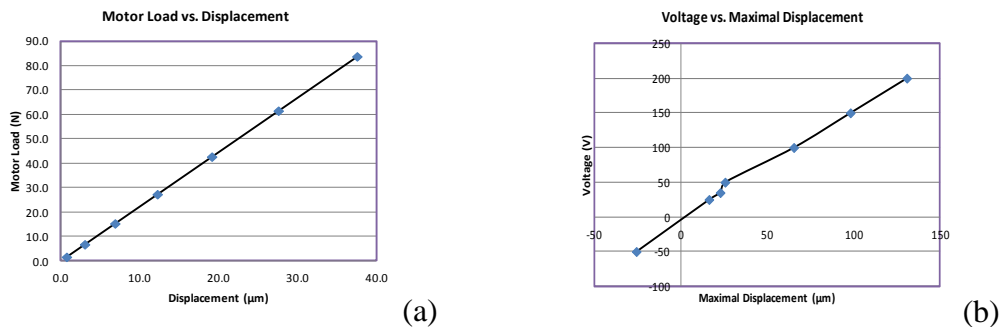 Motor Load vs. Displacement
90.0
80.0
70.0
60.0
50.0
40.0
30.0
20.0
10.0
0.0
Motor Load (N)
0.0 10.0 20.0 30.0 40.0
Displacement (μm)
(a)
Voltage vs. Maximal Displacement
250
200
150
100
50
0
-50
-100
Voltage (V)
-50 0 50 100 150
Maximal Displacement (μm)
(b)